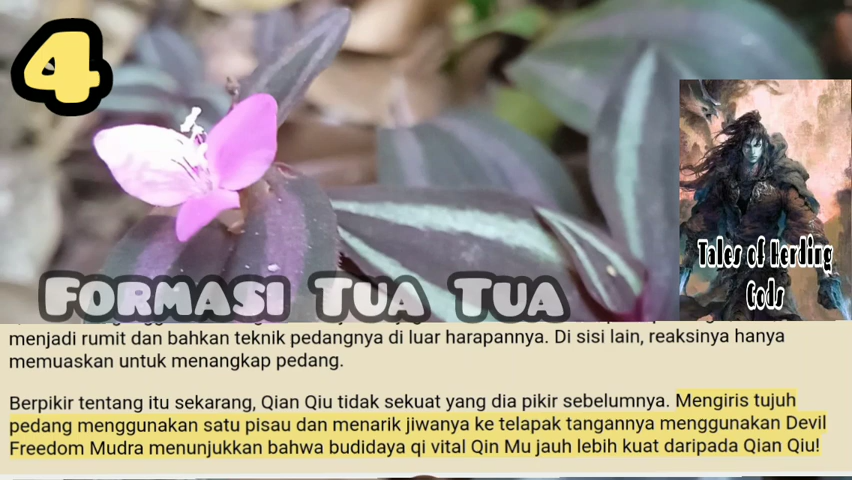 4
Tales of Herding
Gods
FORMASI TUA TUA
menjadi rumit dan bahkan teknik pedangnya di luar harapannya. Di sisi lain, reaksinya hanya
memuaskan untuk menangkap pedang.
Berpikir tentang itu sekarang, Qian Qiu tidak sekuat yang dia pikir sebelumnya. Mengiris tujuh
pedang menggunakan satu pisau dan menarik jiwanya ke telapak tangannya menggunakan Devil
Freedom Mudra menunjukkan bahwa budidaya qi vital Qin Mu jauh lebih kuat daripada Qian Qiu!